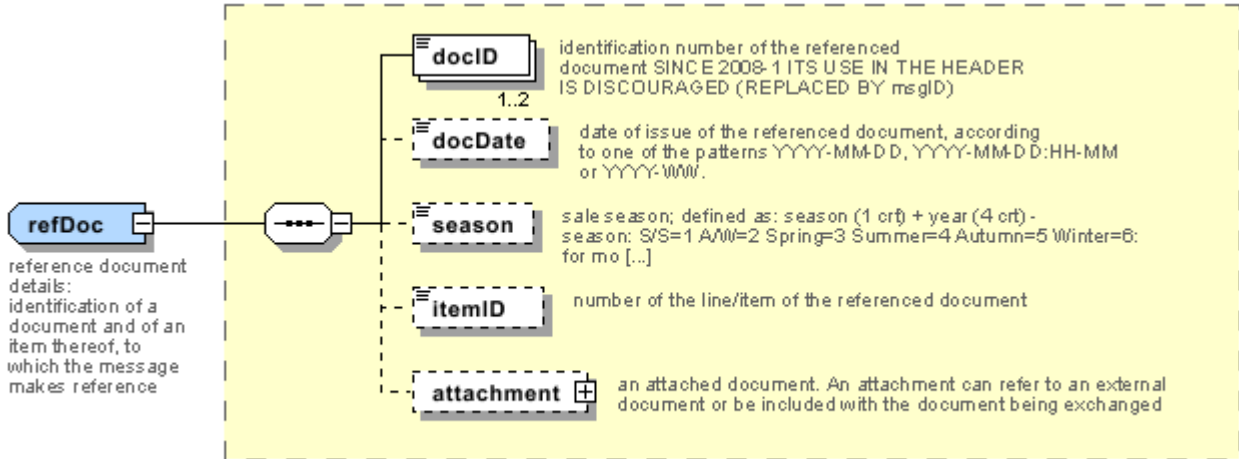 docID
1..2
identification number of the referenced
document SINCE 2008-1 ITS USE IN THE HEADER
IS DISCOURAGED (REPLACED BY msgID)
docDate
date of issue of the referenced document, according
to one of the patterns YYYY-MM-DD, YYYY-MM-DD:HH-MM
or YYYY-WW.
refDoc
reference document
details:
identification of a
document and of an
item thereof, to
which the message
makes reference
season
sale season; defined as: season (1 crt) + year (4 crt) -
season: S/S=1 A/W=2 Spring=3 Summer=4 Autumn=5 Winter=6:
for mo [...]
itemID
number of the line/item of the referenced document
attachment
an attached document. An attachment can refer to an external
document or be included with the document being exchanged